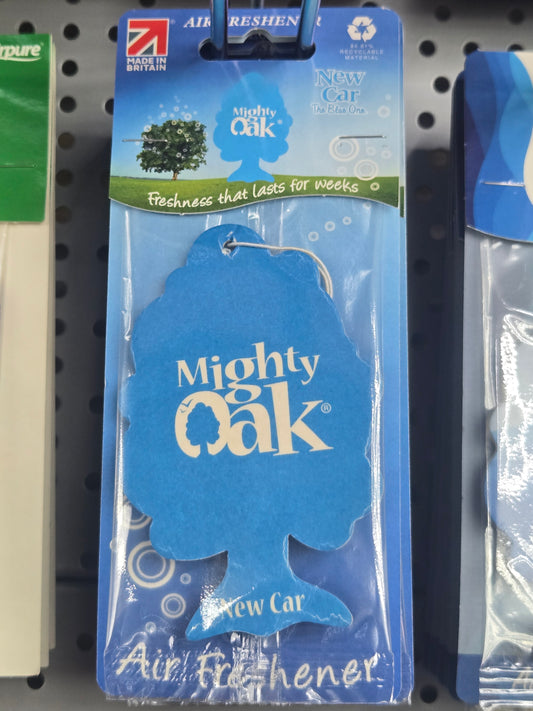 AIR FRESHENER
MADE IN
BRITAIN
RECYCLABLE
MATERIAL
Airpure
New
Car
The Blue One
Mighty
Oak®
Freshness that lasts for weeks
Mighty
Oak®
New Car
Air Freshener